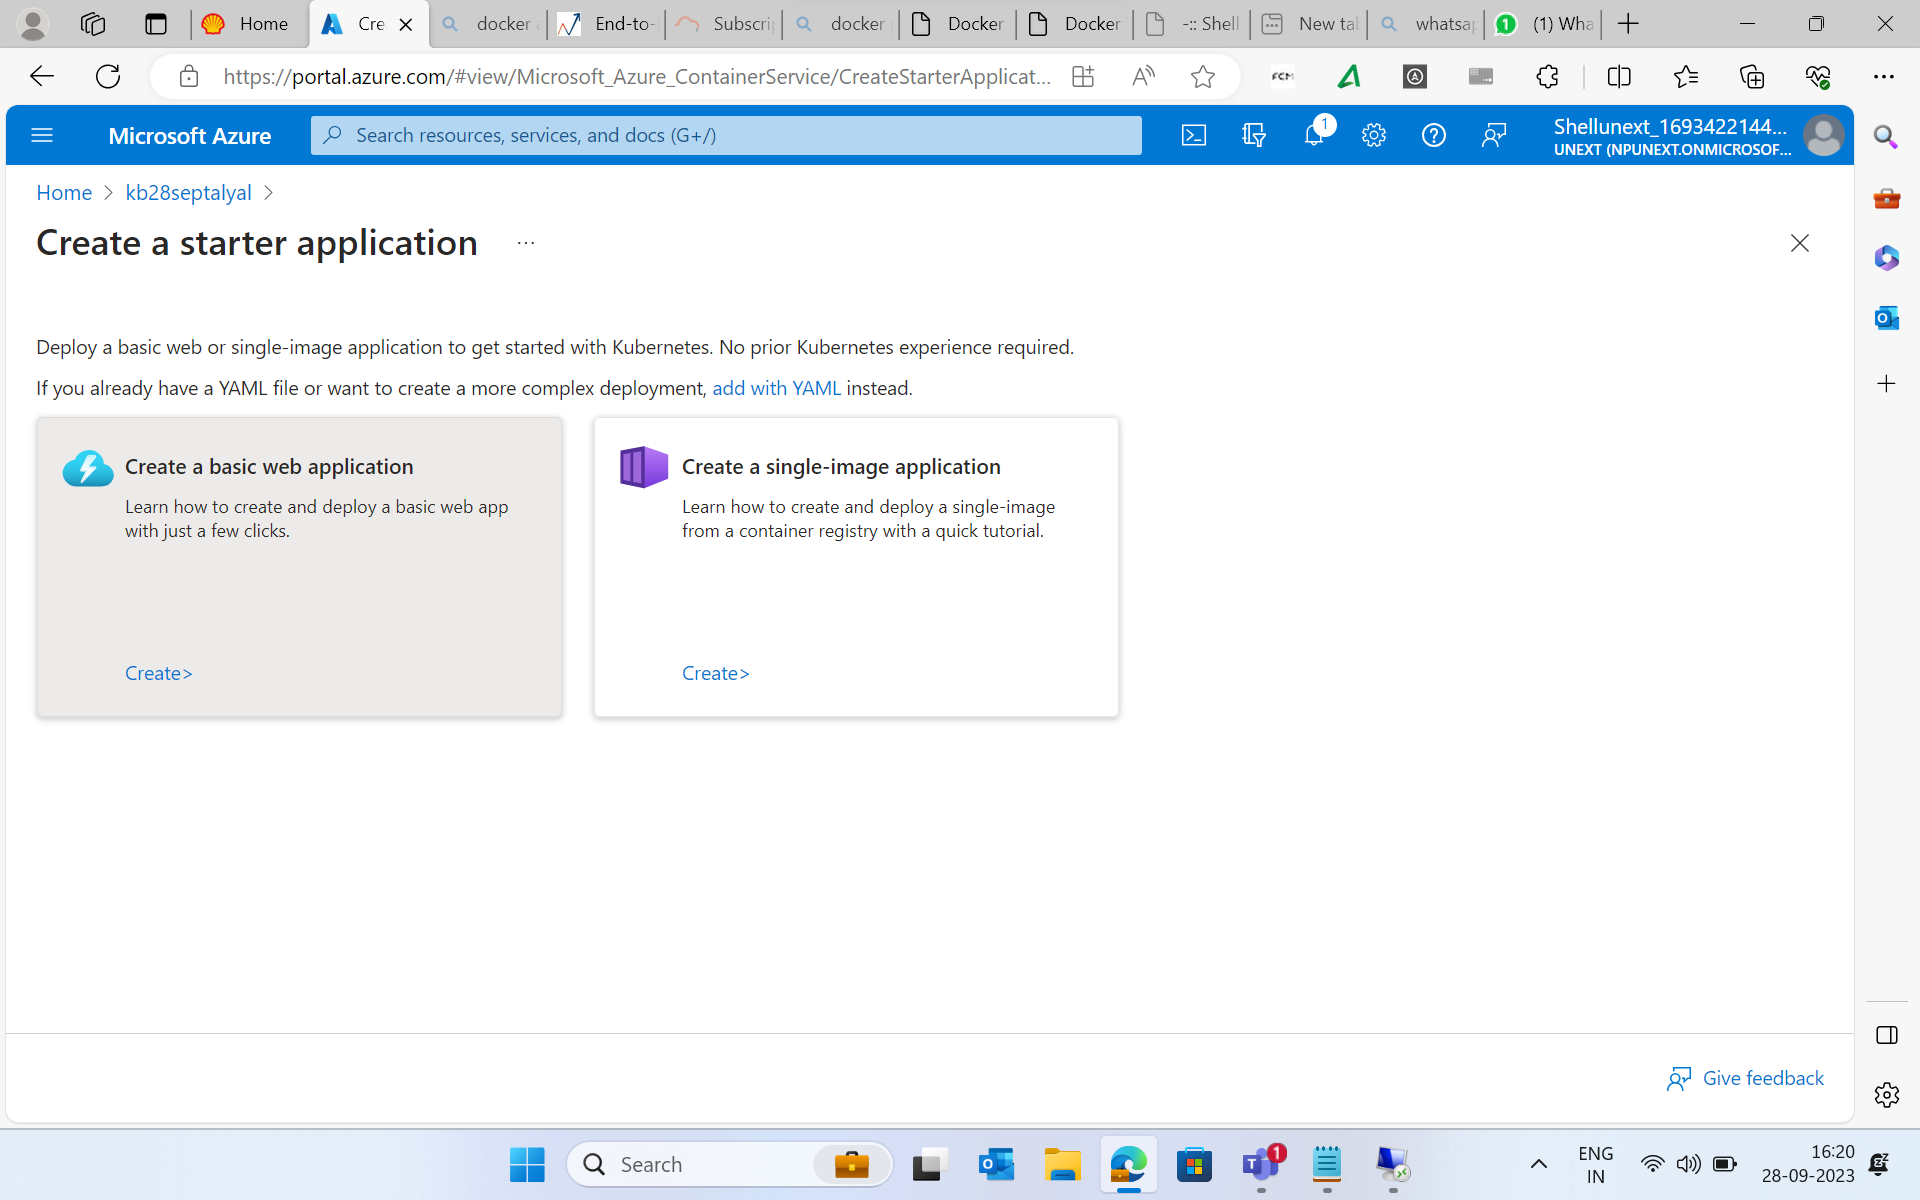 Home
Cre
docker a
End-to-
Subscri
docker
Docker
Docker
-:: Shell
New ta
whatsap
1
(1) Wha
https://portal.azure.com/#view/Microsoft_Azure_ContainerService/CreateStarterApplicat...
FCM
Microsoft Azure
Search resources, services, and docs (G+/)
1
Shellunext_1693422144...
UNEXT (NPUNEXT.ONMICROSOF...
Home > kb28septalyal >
Create a starter application ...
Deploy a basic web or single-image application to get started with Kubernetes. No prior Kubernetes experience required.
If you already have a YAML file or want to create a more complex deployment, add with YAML instead.
Create a basic web application
Learn how to create and deploy a basic web app
with just a few clicks.
Create>
Create a single-image application
Learn how to create and deploy a single-image
from a container registry with a quick tutorial.
Create>
Give feedback
Search
1
ENG
IN
16:20
28-09-2023